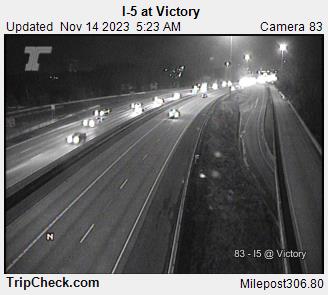 I-5 at Victory
Updated Nov 14 2023 5:23 AM Camera 83
T
N
83 - I5 @ Victory
TripCheck.com Milepost306.80